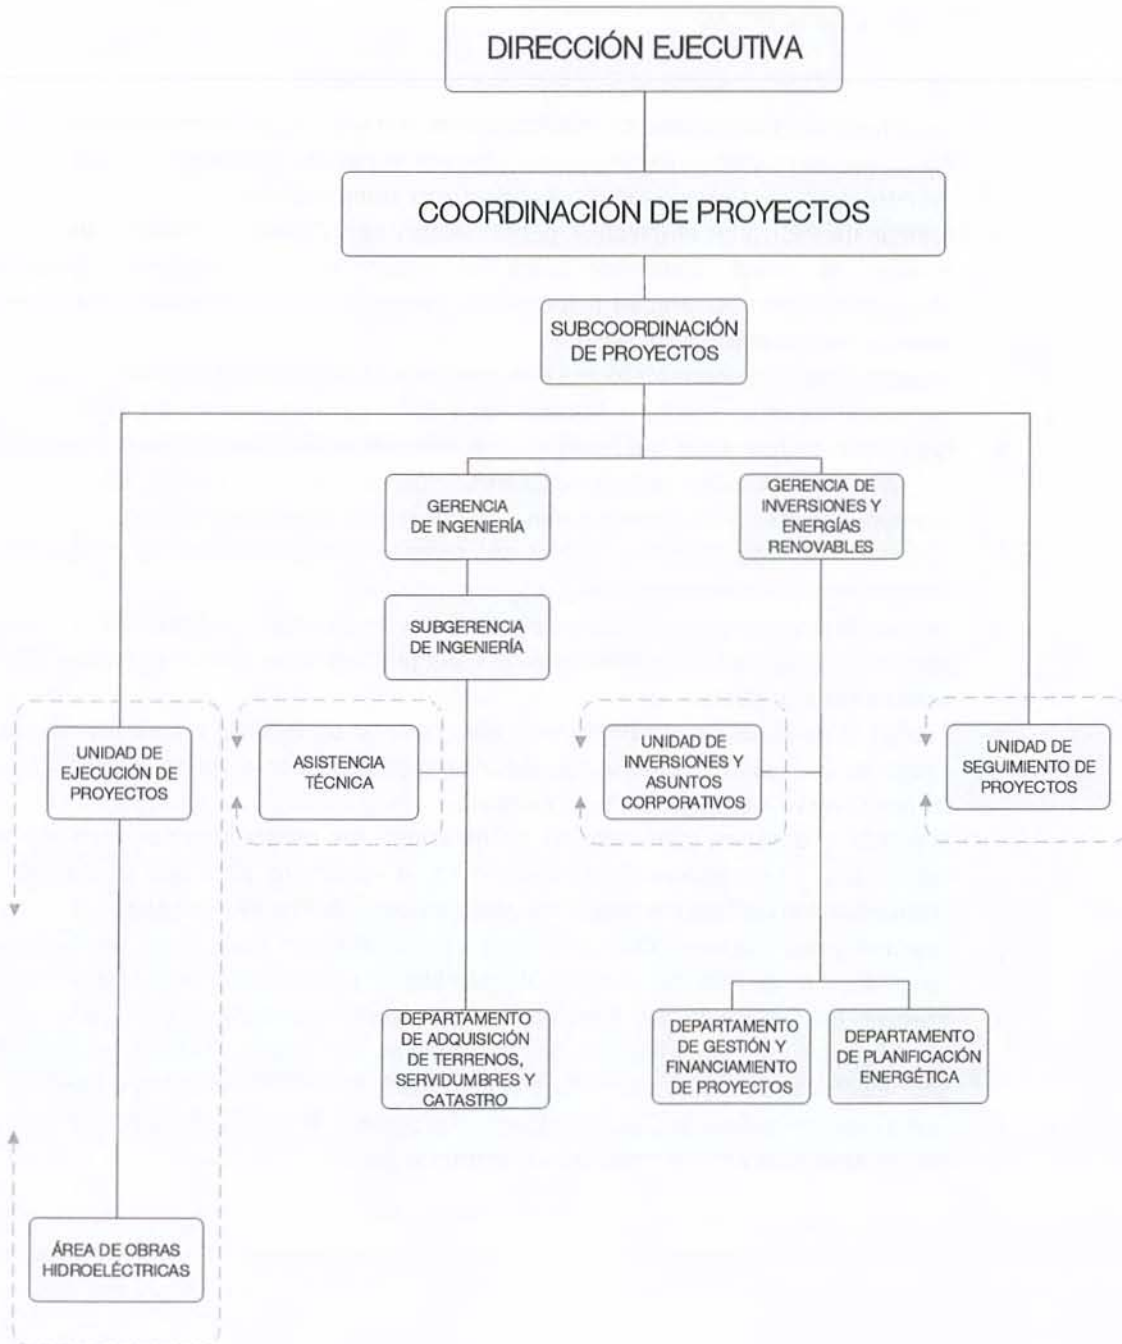 DIRECCIÓN EJECUTIVA
COORDINACIÓN DE PROYECTOS
SUBCOORDINACIÓN
DE PROYECTOS
GERENCIA
DE INGENIERÍA
GERENCIA DE
INVERSIONES Y
ENERGÍAS
RENOVABLES
SUBGERENCIA
DE INGENIERÍA
UNIDAD DE
EJECUCIÓN DE
PROYECTOS
ASISTENCIA
TÉCNICA
UNIDAD DE
INVERSIONES Y
ASUNTOS
CORPORATIVOS
UNIDAD DE
SEGUIMIENTO DE
PROYECTOS
DEPARTAMENTO
DE ADQUISIÓN
DE TERRENOS,
SERVIDUMBRES Y
CATASTRO
DEPARTAMENTO
DE GESTIÓN Y
FINANCIAMIENTO
DE PROYECTOS
DEPARTAMENTO
DE PLANIFICACIÓN
ENERGÉTICA
ÁREA DE OBRAS
HIDROELÉCTRICAS